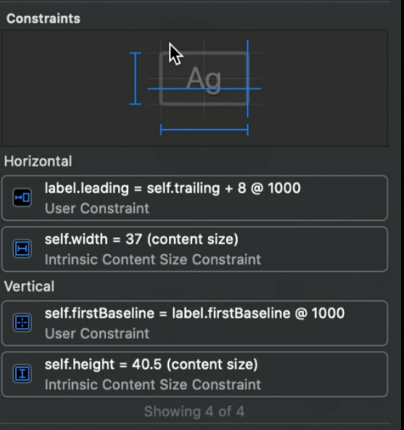 Constraints
Ag
Horizontal
label.leading = self.trailing + 8 @ 1000
User Constraint
self.width = 37 (content size)
Intrinsic Content Size Constraint
Vertical
self.firstBaseline = label.firstBaseline @ 1000
User Constraint
self.height = 40.5 (content size)
Intrinsic Content Size Constraint
Showing 4 of 4